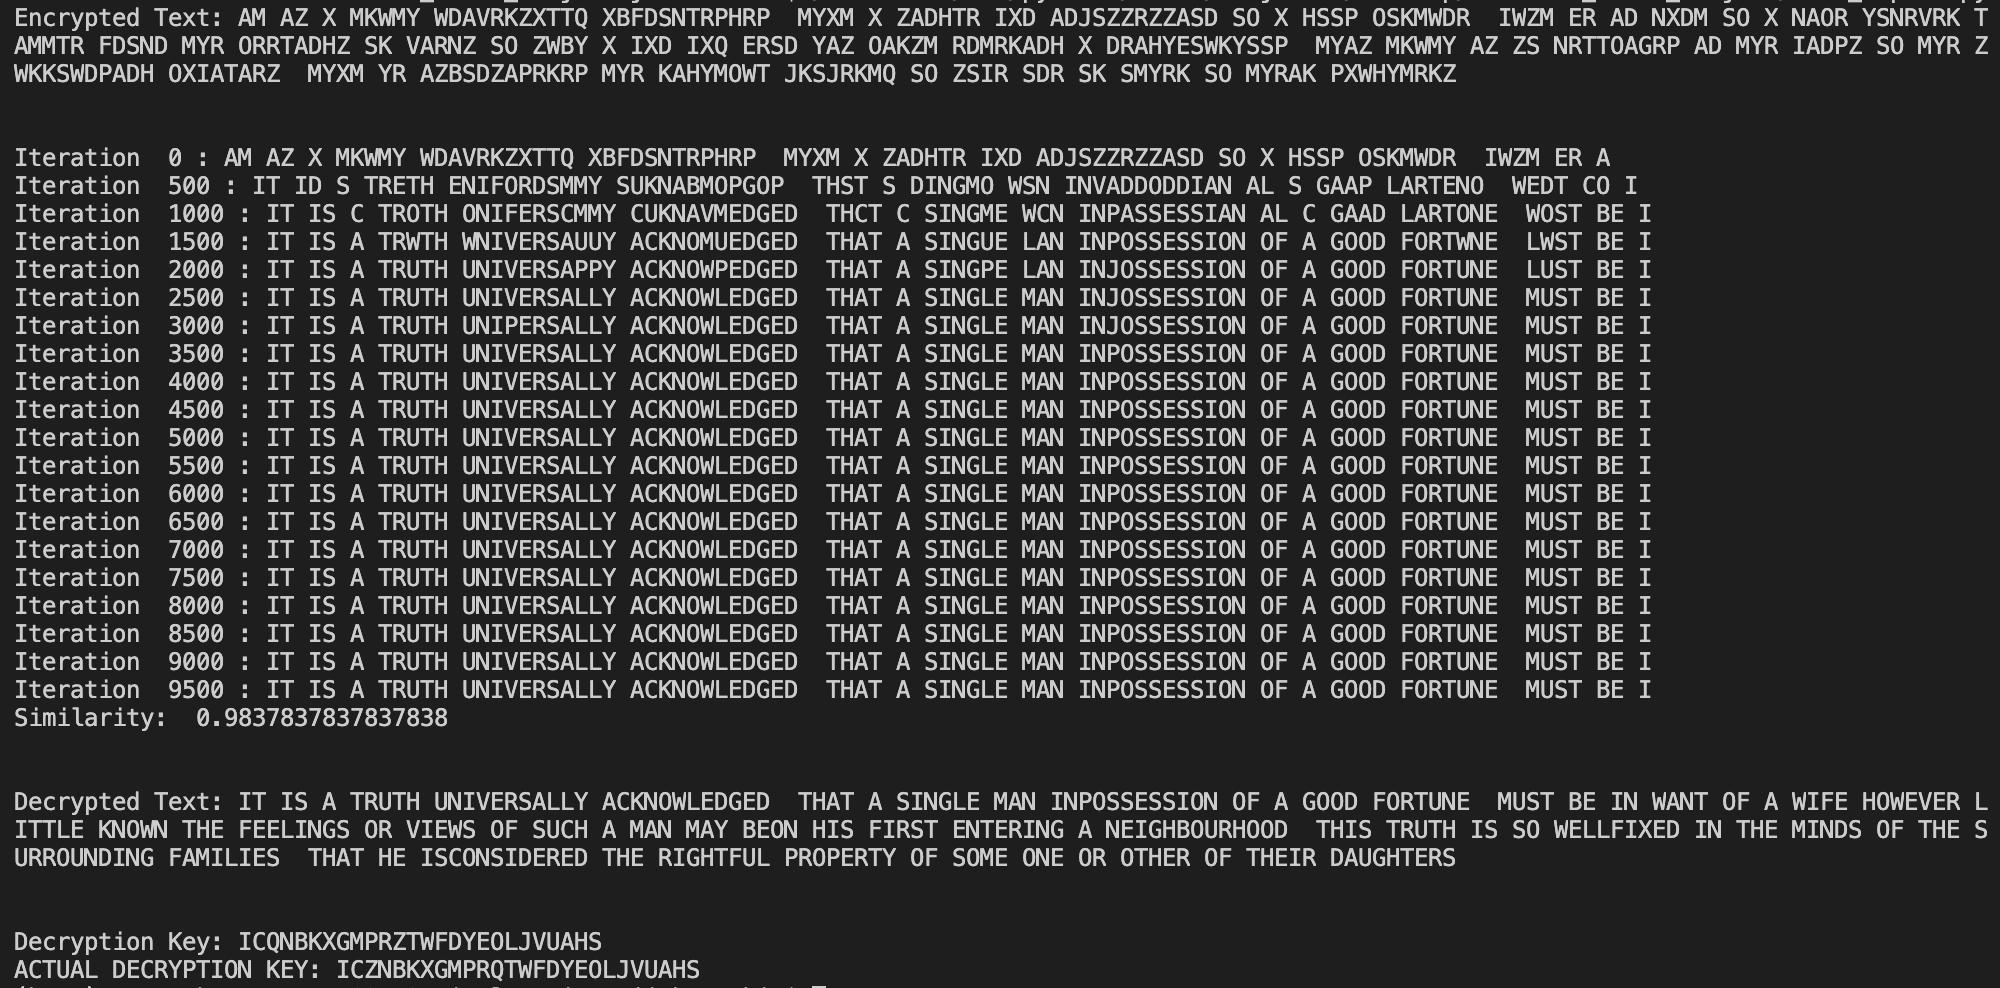 Encrypted Text: AM AZ X MKWMY WDAVRKZXTTQ XBFDSNTRPHRP  MYXM X ZADHTR IXD ADJSZZRZZASD SO X HSSP OSKMWDR  IWZM ER AD NXDM SO X NAOR YSNRVRK T
AMMTR FDSND MYR ORRTADHZ SK VARNZ SO ZWBY X IXD IXQ ERSD YAZ OAKZM RDMRKADH X DRAHYESWKYSSP  MYAZ MKWMY AZ ZS NRTTOAGRP AD MYR IADPZ SO MYR Z
WKKSWDPADH OXIATARZ  MYXM YR AZBSDZAPRKRP MYR KAHYMOWT JKSJRKMQ SO ZSIR SDR SK SMYRK SO MYRAK PXWHYMRKZ
Iteration  0 : AM AZ X MKWMY WDAVRKZXTTQ XBFDSNTRPHRP  MYXM X ZADHTR IXD ADJSZZRZZASD SO X HSSP OSKMWDR  IWZM ER A
Iteration  500 : IT ID S TRETH ENIFORDSMMY SUKNABMOPGOP  THST S DINGMO WSN INVADDODDIAN AL S GAAP LARTENO  WEDT CO I
Iteration  1000 : IT IS C TROTH ONIFERSCMMY CUKNAVMEDGED  THCT C SINGME WCN INPASSESSIAN AL C GAAD LARTONE  WOST BE I
Iteration  1500 : IT IS A TRWTH WNIVERSAUUY ACKNOMUEDGED  THAT A SINGUE LAN INPOSSESSION OF A GOOD FORTWNE  LWST BE I
Iteration  2000 : IT IS A TRUTH UNIVERSAPPY ACKNOWPEDGED  THAT A SINGPE LAN INJOSSESSION OF A GOOD FORTUNE  LUST BE I
Iteration  2500 : IT IS A TRUTH UNIVERSALLY ACKNOWLEDGED  THAT A SINGLE MAN INJOSSESSION OF A GOOD FORTUNE  MUST BE I
Iteration  3000 : IT IS A TRUTH UNIPERSALLY ACKNOWLEDGED  THAT A SINGLE MAN INJOSSESSION OF A GOOD FORTUNE  MUST BE I
Iteration  3500 : IT IS A TRUTH UNIVERSALLY ACKNOWLEDGED  THAT A SINGLE MAN INPOSSESSION OF A GOOD FORTUNE  MUST BE I
Iteration  4000 : IT IS A TRUTH UNIVERSALLY ACKNOWLEDGED  THAT A SINGLE MAN INPOSSESSION OF A GOOD FORTUNE  MUST BE I
Iteration  4500 : IT IS A TRUTH UNIVERSALLY ACKNOWLEDGED  THAT A SINGLE MAN INPOSSESSION OF A GOOD FORTUNE  MUST BE I
Iteration  5000 : IT IS A TRUTH UNIVERSALLY ACKNOWLEDGED  THAT A SINGLE MAN INPOSSESSION OF A GOOD FORTUNE  MUST BE I
Iteration  5500 : IT IS A TRUTH UNIVERSALLY ACKNOWLEDGED  THAT A SINGLE MAN INPOSSESSION OF A GOOD FORTUNE  MUST BE I
Iteration  6000 : IT IS A TRUTH UNIVERSALLY ACKNOWLEDGED  THAT A SINGLE MAN INPOSSESSION OF A GOOD FORTUNE  MUST BE I
Iteration  6500 : IT IS A TRUTH UNIVERSALLY ACKNOWLEDGED  THAT A SINGLE MAN INPOSSESSION OF A GOOD FORTUNE  MUST BE I
Iteration  7000 : IT IS A TRUTH UNIVERSALLY ACKNOWLEDGED  THAT A SINGLE MAN INPOSSESSION OF A GOOD FORTUNE  MUST BE I
Iteration  7500 : IT IS A TRUTH UNIVERSALLY ACKNOWLEDGED  THAT A SINGLE MAN INPOSSESSION OF A GOOD FORTUNE  MUST BE I
Iteration  8000 : IT IS A TRUTH UNIVERSALLY ACKNOWLEDGED  THAT A SINGLE MAN INPOSSESSION OF A GOOD FORTUNE  MUST BE I
Iteration  8500 : IT IS A TRUTH UNIVERSALLY ACKNOWLEDGED  THAT A SINGLE MAN INPOSSESSION OF A GOOD FORTUNE  MUST BE I
Iteration  9000 : IT IS A TRUTH UNIVERSALLY ACKNOWLEDGED  THAT A SINGLE MAN INPOSSESSION OF A GOOD FORTUNE  MUST BE I
Iteration  9500 : IT IS A TRUTH UNIVERSALLY ACKNOWLEDGED  THAT A SINGLE MAN INPOSSESSION OF A GOOD FORTUNE  MUST BE I
Similarity:  0.9837837837837838
Decrypted Text: IT IS A TRUTH UNIVERSALLY ACKNOWLEDGED  THAT A SINGLE MAN INPOSSESSION OF A GOOD FORTUNE  MUST BE IN WANT OF A WIFE HOWEVER L
ITTLE KNOWN THE FEELINGS OR VIEWS OF SUCH A MAN MAY BEON HIS FIRST ENTERING A NEIGHBOURHOOD  THIS TRUTH IS SO WELLFIXED IN THE MINDS OF THE S
URROUNDING FAMILIES  THAT HE ISCONSIDERED THE RIGHTFUL PROPERTY OF SOME ONE OR OTHER OF THEIR DAUGHTERS
Decryption Key: ICQNBKXGMPRZTWFDYEOLJVUAHS
ACTUAL DECRYPTION KEY: ICZNBKXGMPRQTWFDYEOLJVUAHS